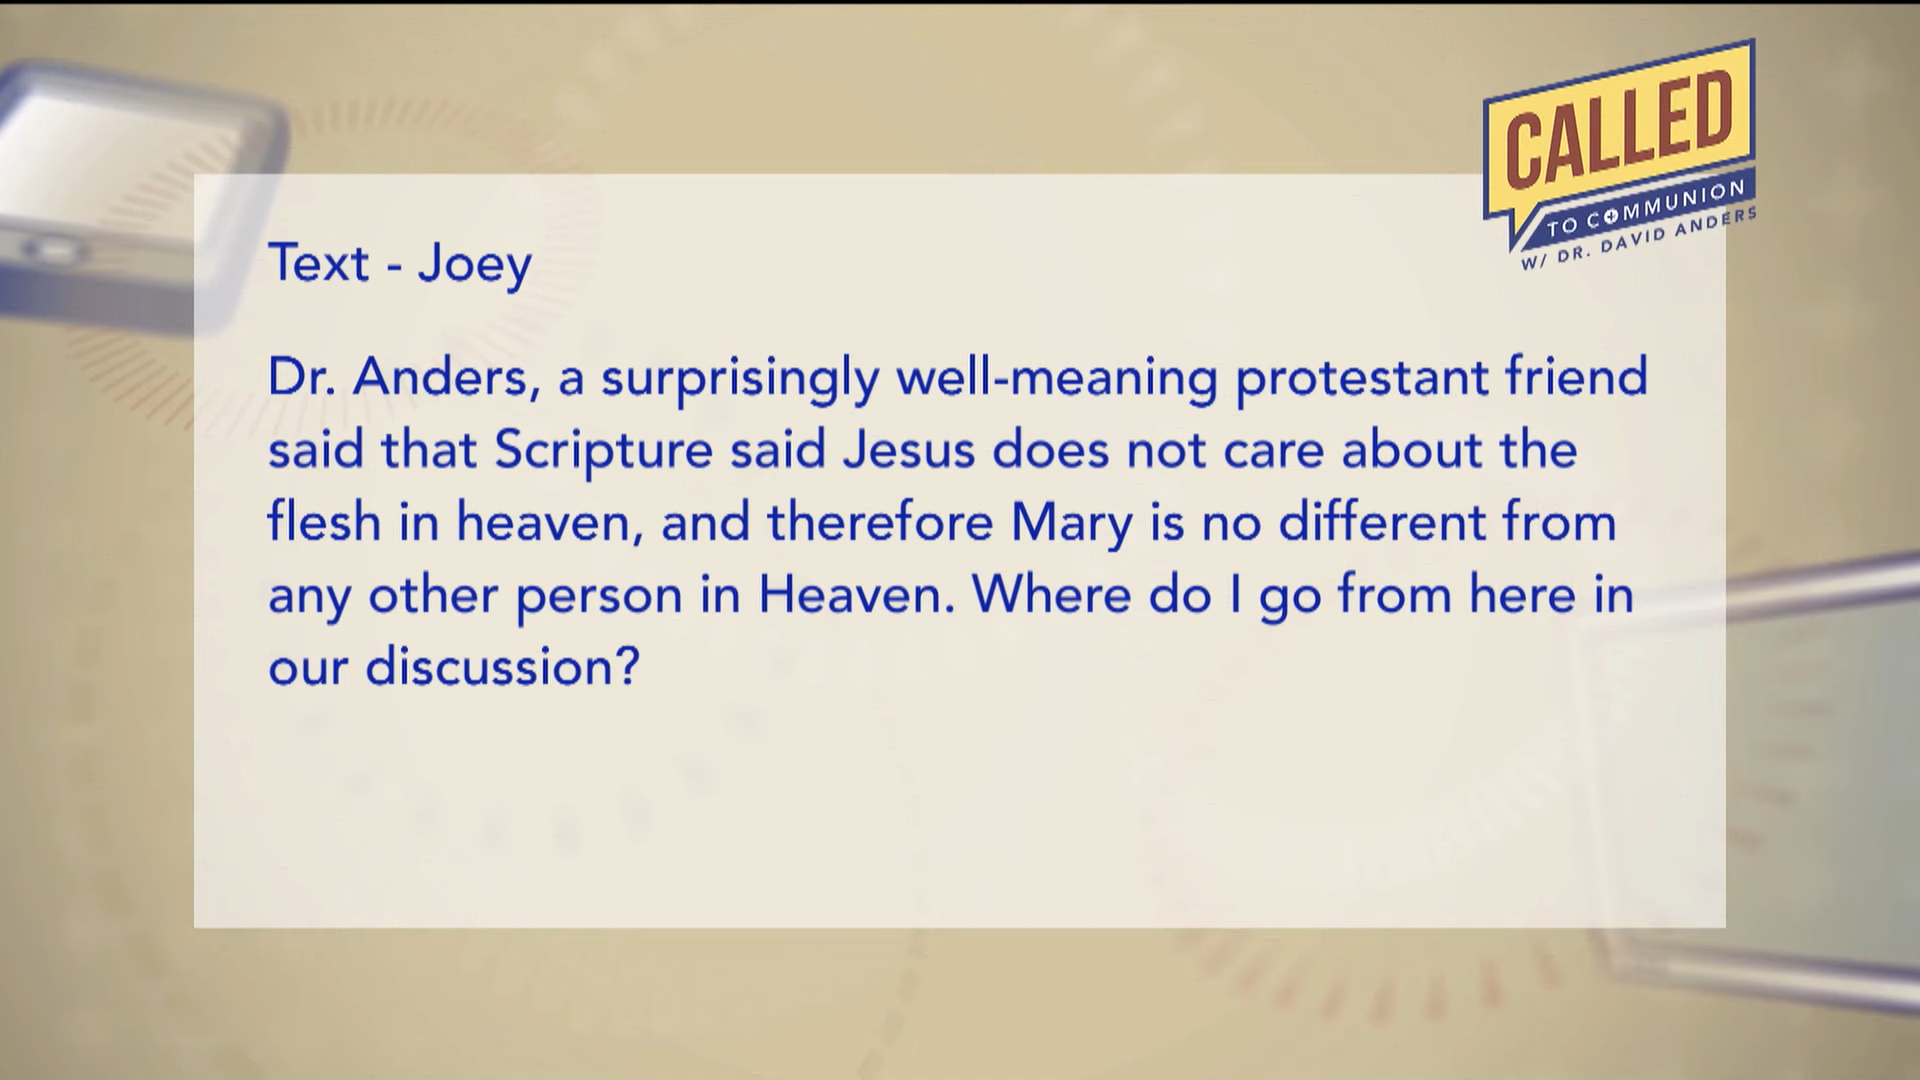 CALLED
TO COMMUNION
W/ DR. DAVID ANDERS
Text - Joey
Dr. Anders, a surprisingly well-meaning protestant friend
said that Scripture said Jesus does not care about the
flesh in heaven, and therefore Mary is no different from
any other person in Heaven. Where do I go from here in
our discussion?